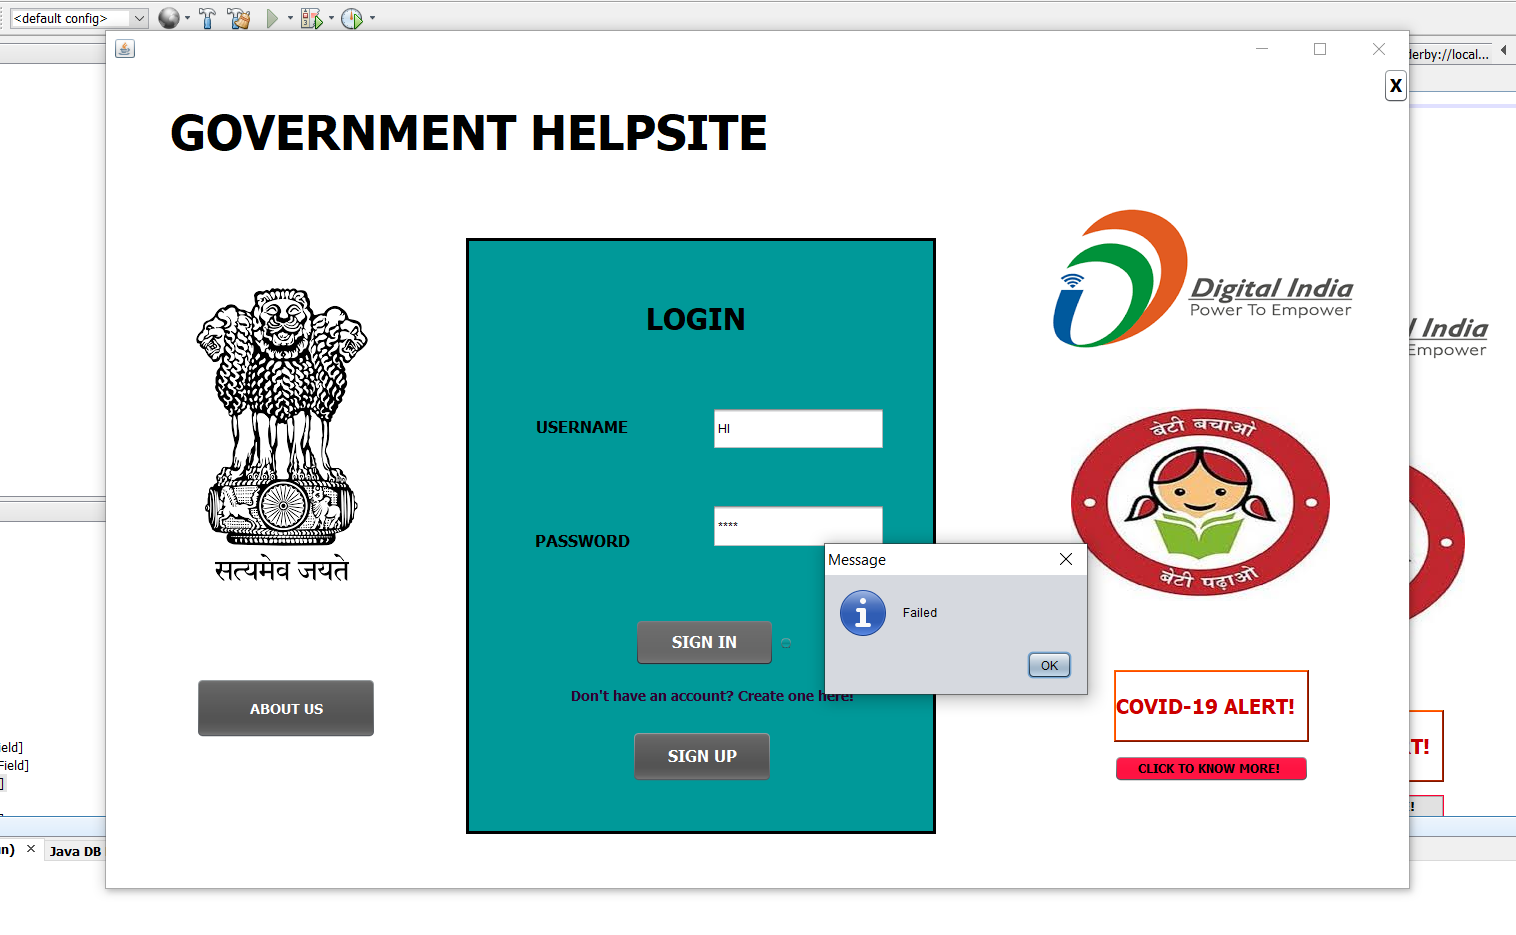 <default config>
derby://local...
X
GOVERNMENT HELPSITE
Digital India
Power To Empower
l India
Empower
LOGIN
USERNAME
HI
बेटी बचाओ
बेटी पढ़ाओ
PASSWORD
****
सत्यमेव जयते
Message
Failed
OK
SIGN IN
Don't have an account? Create one here!
ABOUT US
SIGN UP
COVID-19 ALERT!
T!
CLICK TO KNOW MORE!
!
ield]
Field]
]
n)
Java DB